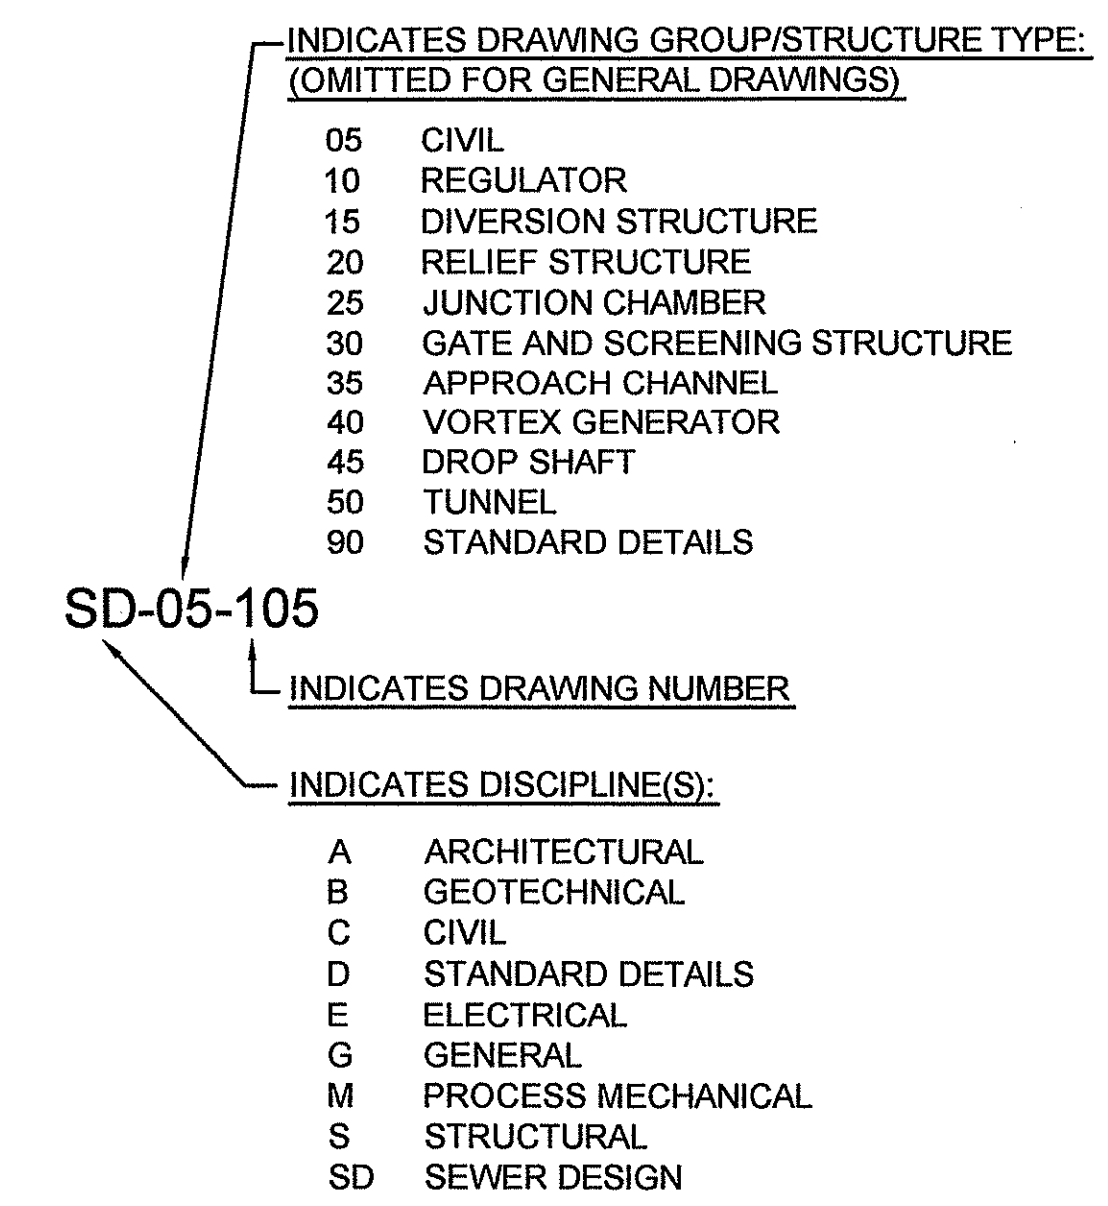 INDICATES DRAWING GROUP/STRUCTURE TYPE:
(OMITTED FOR GENERAL DRAWINGS)
05 CIVIL
10 REGULATOR
15 DIVERSION STRUCTURE
20 RELIEF STRUCTURE
25 JUNCTION CHAMBER
30 GATE AND SCREENING STRUCTURE
35 APPROACH CHANNEL
40 VORTEX GENERATOR
45 DROP SHAFT
50 TUNNEL
90 STANDARD DETAILS
SD-05-105
INDICATES DRAWING NUMBER
INDICATES DISCIPLINE(S):
A ARCHITECTURAL
B GEOTECHNICAL
C CIVIL
D STANDARD DETAILS
E ELECTRICAL
G GENERAL
M PROCESS MECHANICAL
S STRUCTURAL
SD SEWER DESIGN